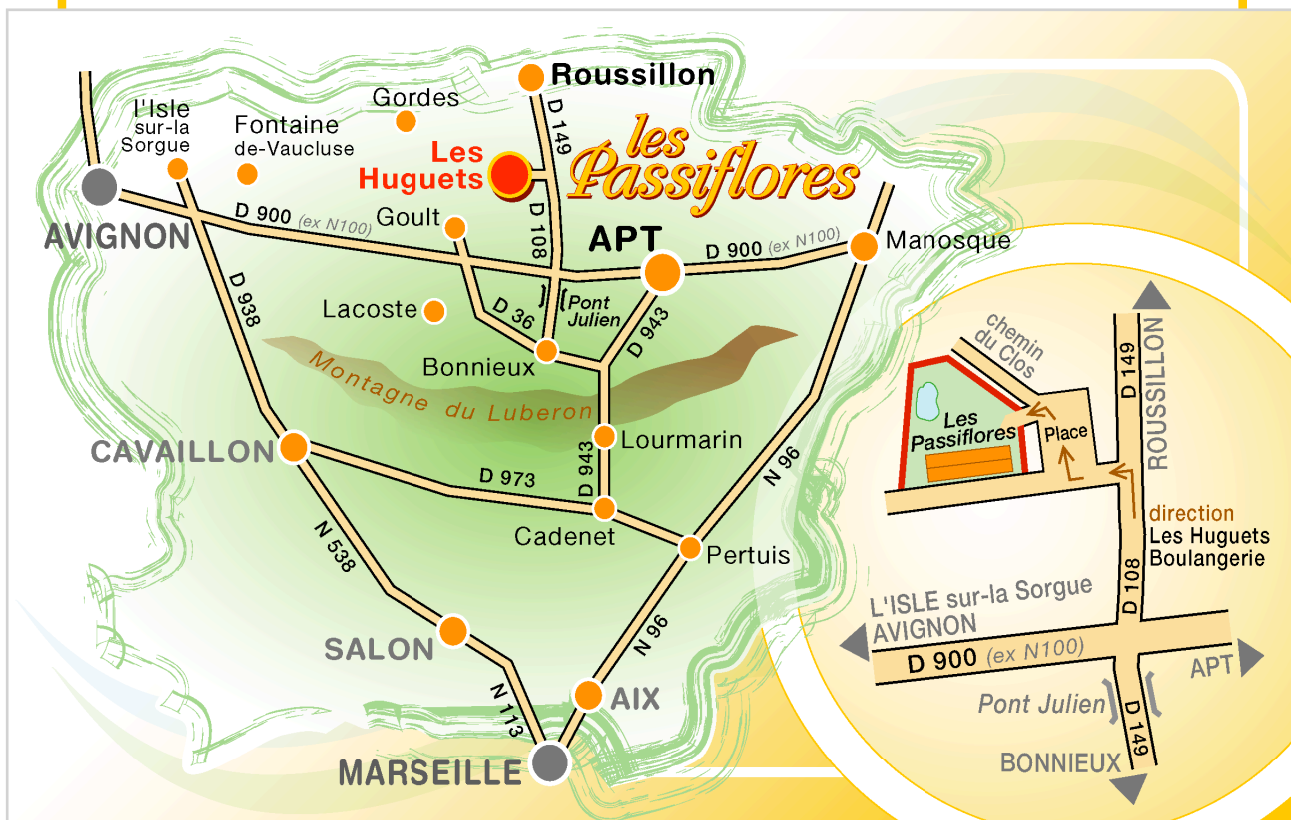 Roussillon
Gordes
l'Isle
sur-la
Sorgue
Fontaine
de-Vaucluse
D 149
Les
Huguets
les
Passiflores
AVIGNON
D 900 (ex N100)
Goult
D 108
APT
D 900 (ex N100)
Manosque
D 938
Lacoste
D 36
Pont
Julien
D 943
Bonnieux
Montagne du Luberon
CAVAILLON
Lourmarin
D 943
N 96
D 973
Cadenet
Pertuis
N 538
SALON
N 96
AIX
N 113
MARSEILLE
chemin
du Clos
D 149
ROUSSILLON
Les
Passiflores
Place
direction
Les Huguets
Boulangerie
D 108
L'ISLE sur-la Sorgue
AVIGNON
D 900 (ex N100)
APT
Pont Julien
D 149
BONNIEUX